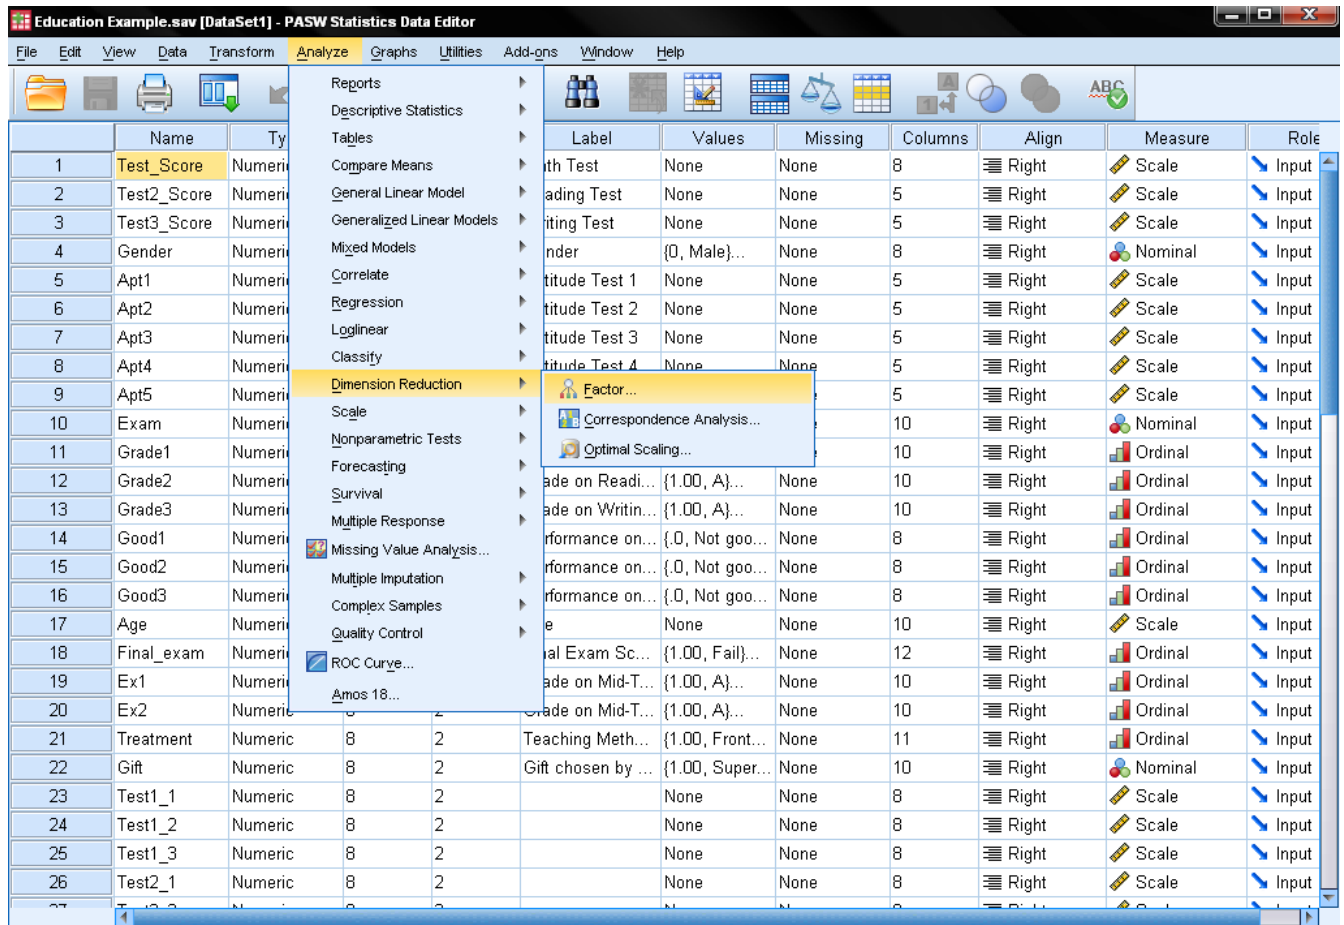 Education Example.sav [DataSet1] - PASW Statistics Data Editor
File Edit View Data Transform Analyze Graphs Utilities Add-ons Window Help
Reports
Descriptive Statistics
Tables
Compare Means
General Linear Model
Generalized Linear Models
Mixed Models
Correlate
Regression
Loglinear
Classify
Dimension Reduction
Scale
Nonparametric Tests
Forecasting
Survival
Multiple Response
Missing Value Analysis...
Multiple Imputation
Complex Samples
Quality Control
ROC Curve...
Amos 18...
Factor...
Correspondence Analysis...
Optimal Scaling...
A
1
ABC
Name Ty Label Values Missing Columns Align Measure Role
1 Test_Score Numeri ith Test None None 8 Right Scale Input
2 Test2_Score Numeri ading Test None None 5 Right Scale Input
3 Test3_Score Numeri iting Test None None 5 Right Scale Input
4 Gender Numeri nder {0, Male}... None 8 Right Nominal Input
5 Apt1 Numeri titude Test 1 None None 5 Right Scale Input
6 Apt2 Numeri titude Test 2 None None 5 Right Scale Input
7 Apt3 Numeri titude Test 3 None None 5 Right Scale Input
8 Apt4 Numeri titude Test 4 None None 5 Right Scale Input
9 Apt5 Numeri 5 Right Scale Input
10 Exam Numeri 10 Right Nominal Input
11 Grade1 Numeri 10 Right Ordinal Input
12 Grade2 Numeri ade on Readi... {1.00, A}... None 10 Right Ordinal Input
13 Grade3 Numeri ade on Writin... {1.00, A}... None 10 Right Ordinal Input
14 Good1 Numeri rformance on... {.0, Not goo... None 8 Right Ordinal Input
15 Good2 Numeri rformance on... {.0, Not goo... None 8 Right Ordinal Input
16 Good3 Numeri rformance on... {.0, Not goo... None 8 Right Ordinal Input
17 Age Numeri e None None 10 Right Scale Input
18 Final_exam Numeri al Exam Sc... {1.00, Fail}... None 12 Right Ordinal Input
19 Ex1 Numeri ade on Mid-T... {1.00, A}... None 10 Right Ordinal Input
20 Ex2 Numeric 8 2 Grade on Mid-T... {1.00, A}... None 10 Right Ordinal Input
21 Treatment Numeric 8 2 Teaching Meth... {1.00, Front... None 11 Right Ordinal Input
22 Gift Numeric 8 2 Gift chosen by ... {1.00, Super... None 10 Right Nominal Input
23 Test1_1 Numeric 8 2 None None 8 Right Scale Input
24 Test1_2 Numeric 8 2 None None 8 Right Scale Input
25 Test1_3 Numeric 8 2 None None 8 Right Scale Input
26 Test2_1 Numeric 8 2 None None 8 Right Scale Input